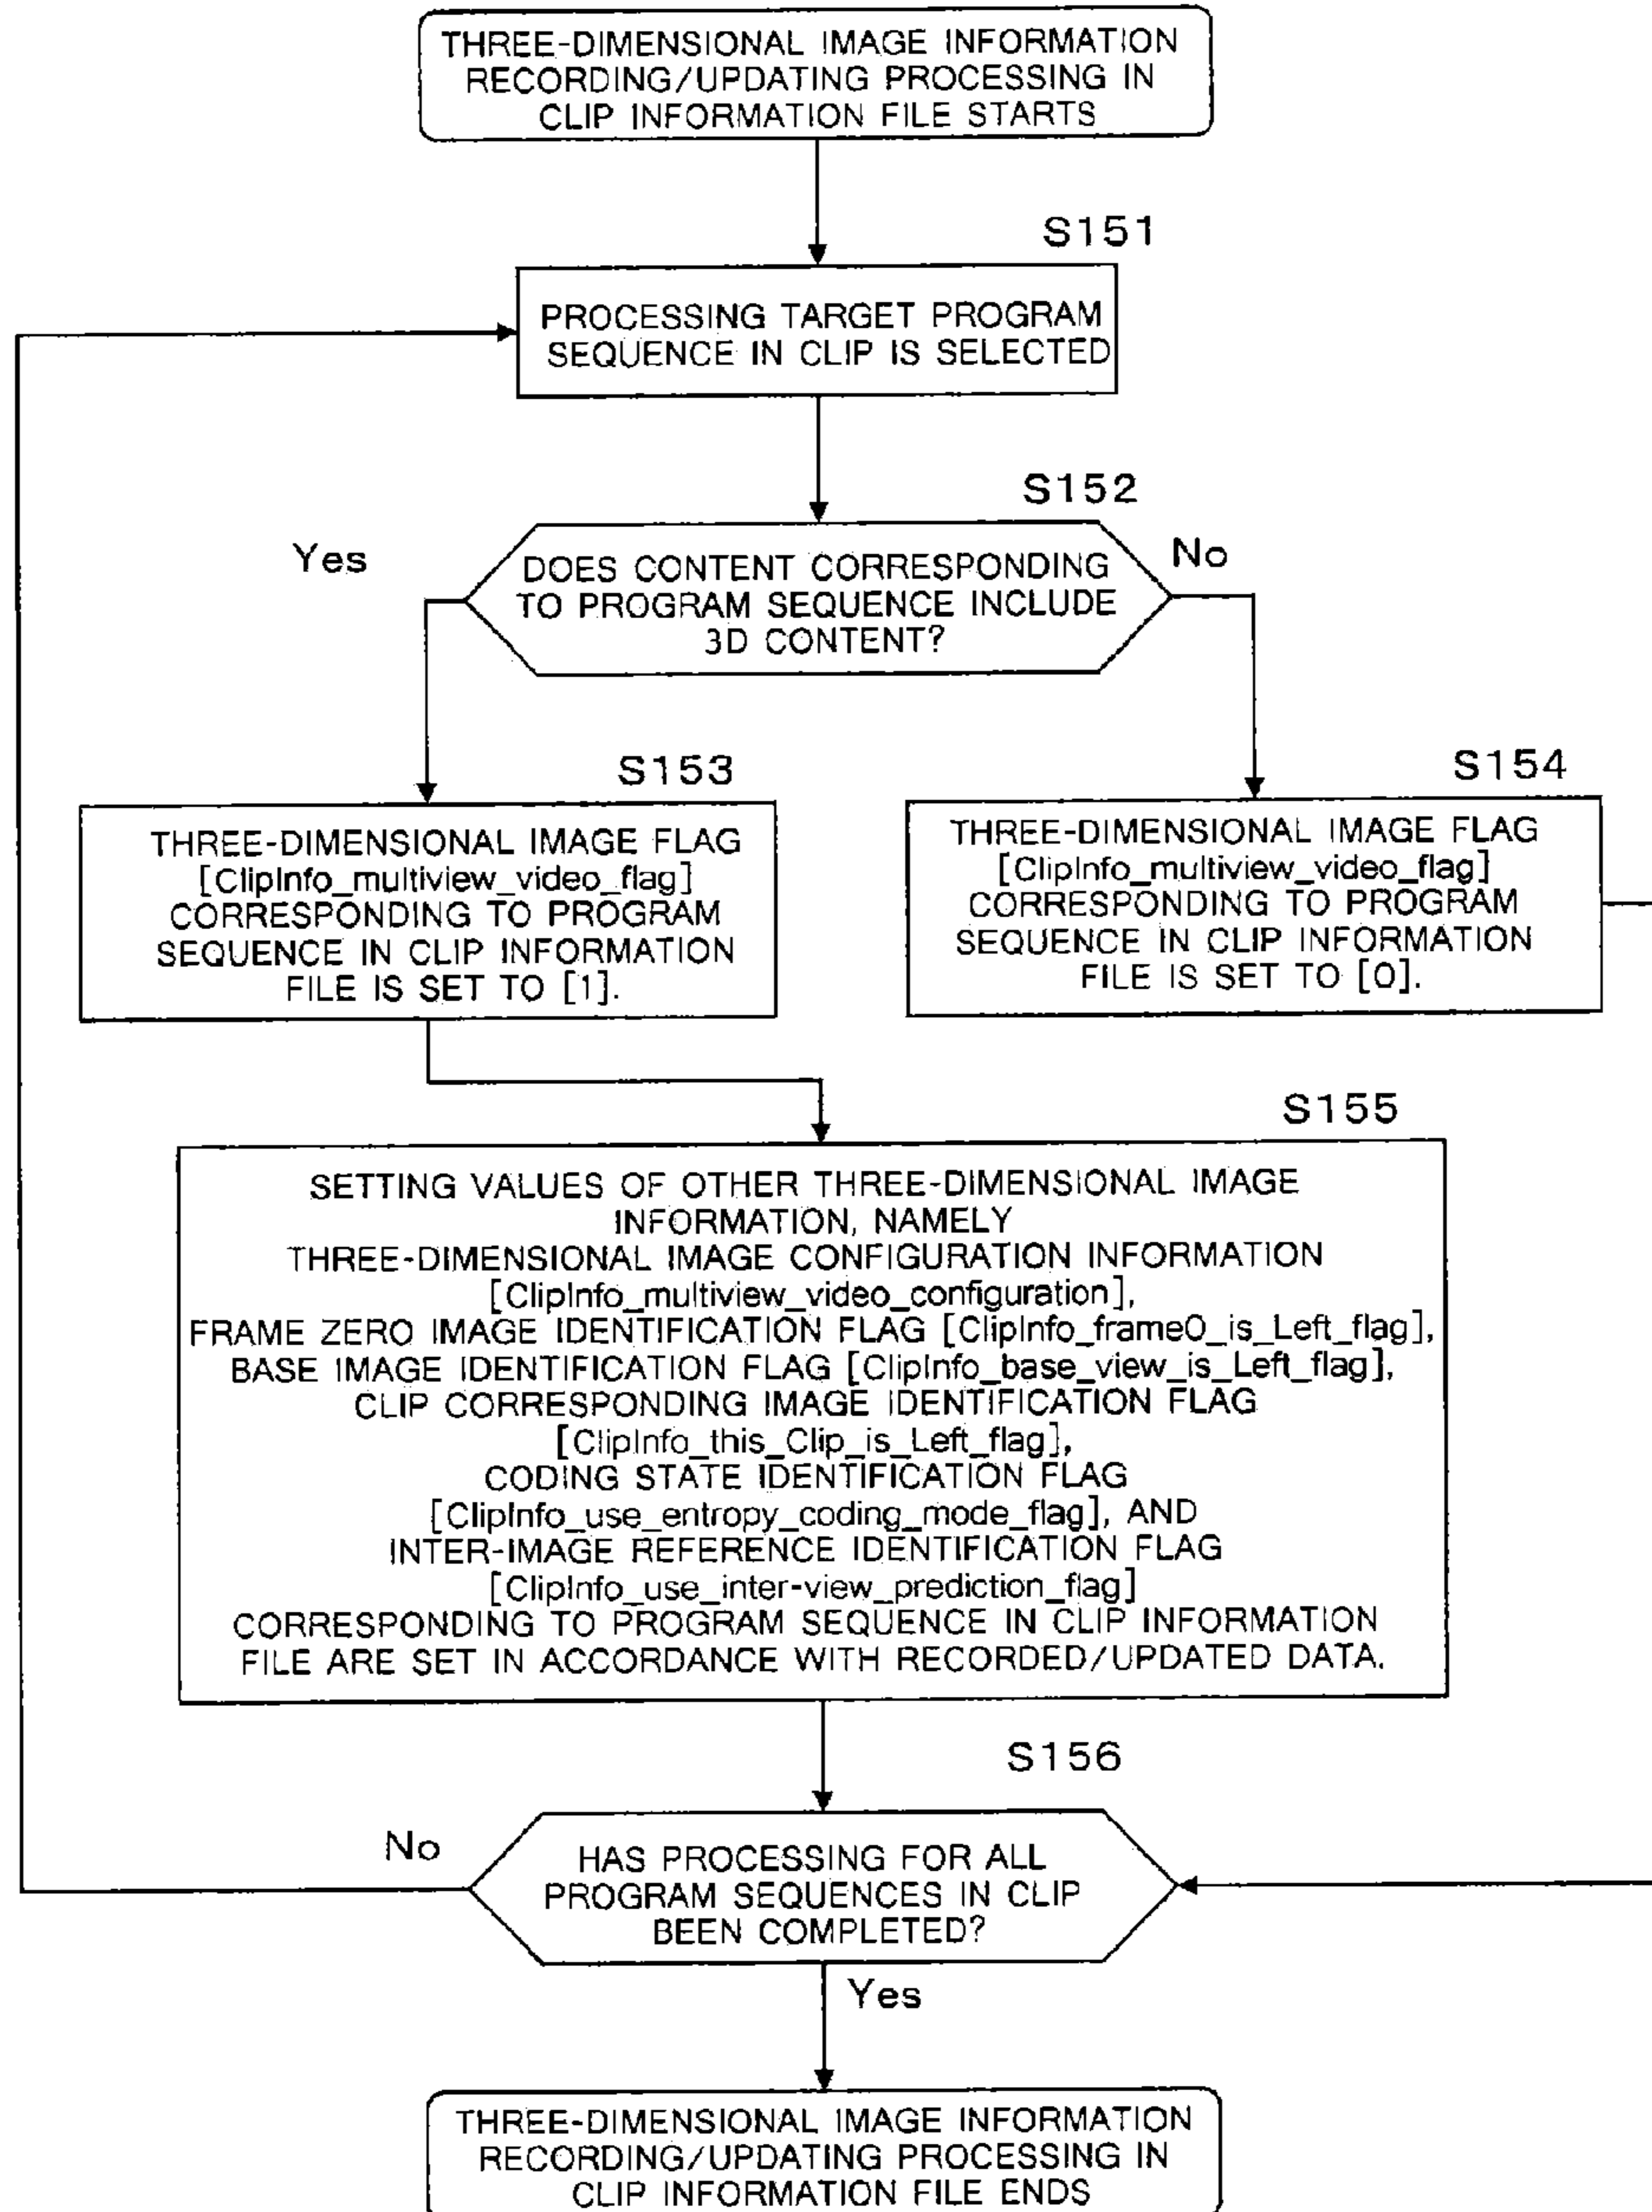 THREE-DIMENSIONAL IMAGE INFORMATION
RECORDING/UPDATING PROCESSING IN
CLIP INFORMATION FILE STARTS
S151
PROCESSING TARGET PROGRAM
SEQUENCE IN CLIP IS SELECTED
S152
Yes
No
DOES CONTENT CORRESPONDING
TO PROGRAM SEQUENCE INCLUDE
3D CONTENT?
S153
THREE-DIMENSIONAL IMAGE FLAG
[ClipInfo_multiview_video_flag]
CORRESPONDING TO PROGRAM
SEQUENCE IN CLIP INFORMATION
FILE IS SET TO [1].
S154
THREE-DIMENSIONAL IMAGE FLAG
[ClipInfo_multiview_video_flag]
CORRESPONDING TO PROGRAM
SEQUENCE IN CLIP INFORMATION
FILE IS SET TO [0].
S155
SETTING VALUES OF OTHER THREE-DIMENSIONAL IMAGE
INFORMATION, NAMELY
THREE-DIMENSIONAL IMAGE CONFIGURATION INFORMATION
[ClipInfo_multiview_video_configuration],
FRAME ZERO IMAGE IDENTIFICATION FLAG [ClipInfo_frame0_is_Left_flag],
BASE IMAGE IDENTIFICATION FLAG [ClipInfo_base_view_is_Left_flag],
CLIP CORRESPONDING IMAGE IDENTIFICATION FLAG
[ClipInfo_this_Clip_is_Left_flag],
CODING STATE IDENTIFICATION FLAG
[ClipInfo_use_entropy_coding_mode_flag], AND
INTER-IMAGE REFERENCE IDENTIFICATION FLAG
[ClipInfo_use_inter-view_prediction_flag]
CORRESPONDING TO PROGRAM SEQUENCE IN CLIP INFORMATION
FILE ARE SET IN ACCORDANCE WITH RECORDED/UPDATED DATA.
S156
No
HAS PROCESSING FOR ALL
PROGRAM SEQUENCES IN CLIP
BEEN COMPLETED?
Yes
THREE-DIMENSIONAL IMAGE INFORMATION
RECORDING/UPDATING PROCESSING IN
CLIP INFORMATION FILE ENDS